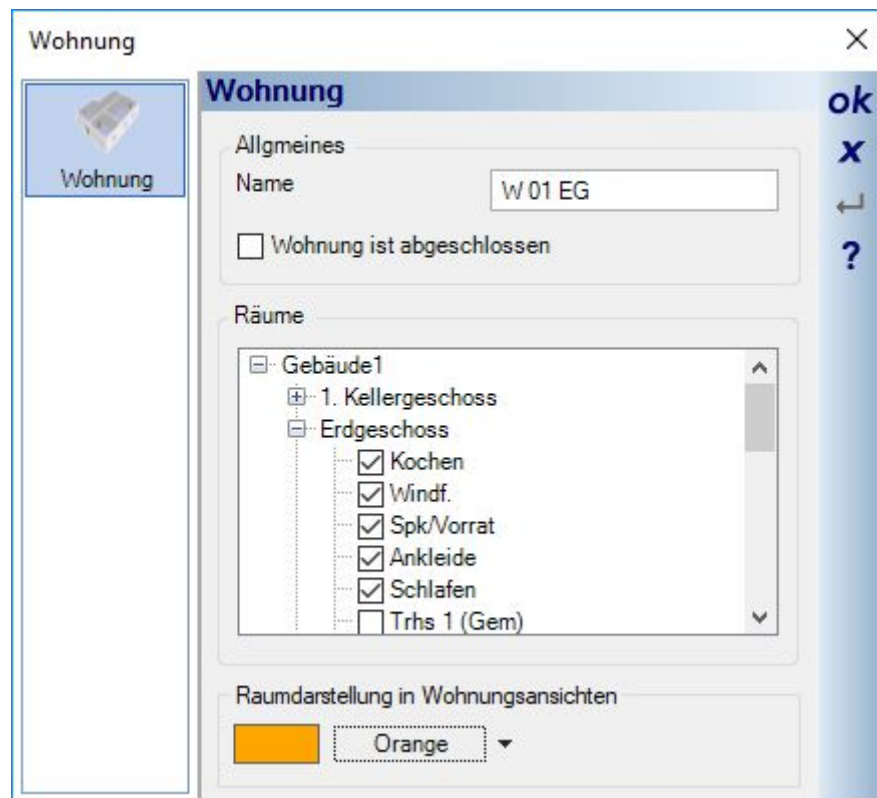 Wohnung
Wohnung
Wohnung
ok
x
?
Allgmeines
Name
W 01 EG
Wohnung ist abgeschlossen
Räume
Gebäude1
1. Kellergeschoss
Erdgeschoss
Kochen
Windf.
Spk/Vorrat
Ankleide
Schlafen
Trhs 1 (Gem)
Raumdarstellung in Wohnungsansichten
Orange